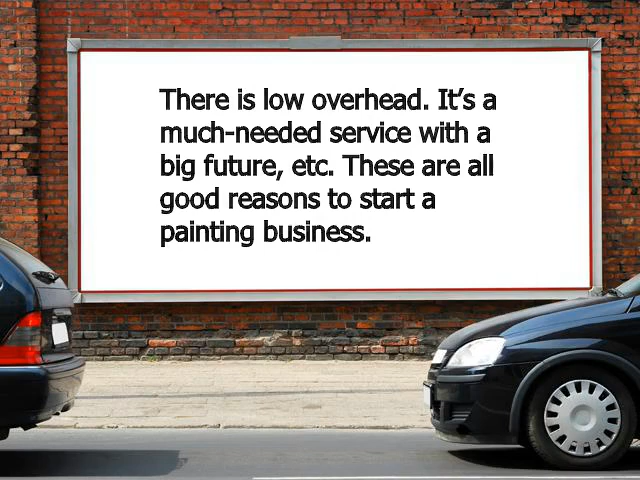 There is low overhead. It’s a
much-needed service with a
big future, etc. These are all
good reasons to start a
painting business.